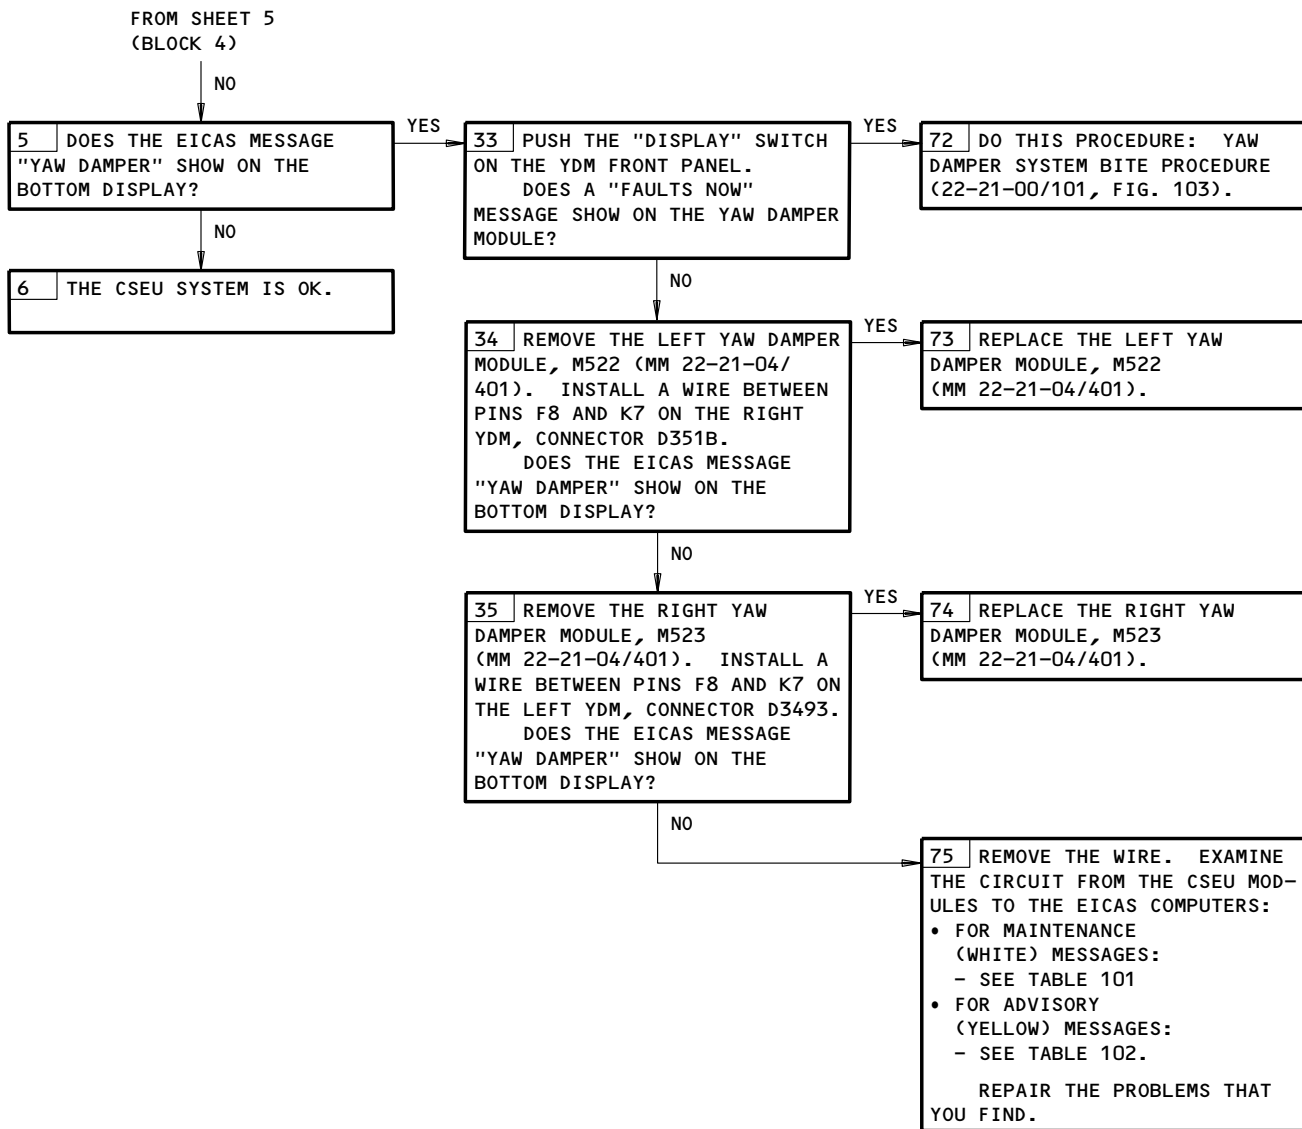 FROM SHEET 5
(BLOCK 4)
NO
5 DOES THE EICAS MESSAGE
"YAW DAMPER" SHOW ON THE
BOTTOM DISPLAY?
YES
NO
6 THE CSEU SYSTEM IS OK.
33 PUSH THE "DISPLAY" SWITCH
ON THE YDM FRONT PANEL.
DOES A "FAULTS NOW"
MESSAGE SHOW ON THE YAW DAMPER
MODULE?
YES
72 DO THIS PROCEDURE: YAW
DAMPER SYSTEM BITE PROCEDURE
(22-21-00/101, FIG. 103).
NO
34 REMOVE THE LEFT YAW DAMPER
MODULE, M522 (MM 22-21-04/
401). INSTALL A WIRE BETWEEN
PINS F8 AND K7 ON THE RIGHT
YDM, CONNECTOR D351B.
DOES THE EICAS MESSAGE
"YAW DAMPER" SHOW ON THE
BOTTOM DISPLAY?
YES
73 REPLACE THE LEFT YAW
DAMPER MODULE, M522
(MM 22-21-04/401).
NO
35 REMOVE THE RIGHT YAW
DAMPER MODULE, M523
(MM 22-21-04/401). INSTALL A
WIRE BETWEEN PINS F8 AND K7 ON
THE LEFT YDM, CONNECTOR D3493.
DOES THE EICAS MESSAGE
"YAW DAMPER" SHOW ON THE
BOTTOM DISPLAY?
YES
74 REPLACE THE RIGHT YAW
DAMPER MODULE, M523
(MM 22-21-04/401).
NO
75 REMOVE THE WIRE. EXAMINE
THE CIRCUIT FROM THE CSEU MOD-
ULES TO THE EICAS COMPUTERS:
• FOR MAINTENANCE
(WHITE) MESSAGES:
- SEE TABLE 101
• FOR ADVISORY
(YELLOW) MESSAGES:
- SEE TABLE 102.
REPAIR THE PROBLEMS THAT
YOU FIND.